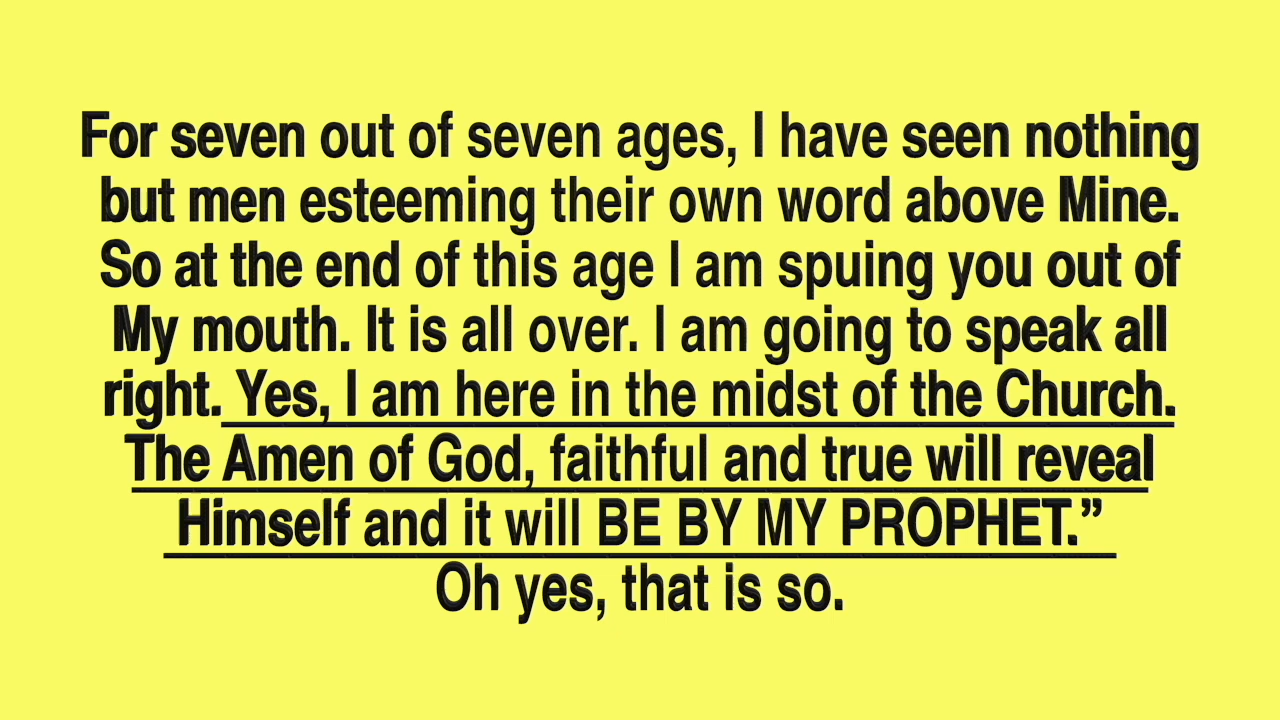 For seven out of seven ages, I have seen nothing
but men esteeming their own word above Mine.
So at the end of this age I am spuing you out of
My mouth. It is all over. I am going to speak all
right. Yes, I am here in the midst of the Church.
The Amen of God, faithful and true will reveal
Himself and it will BE BY MY PROPHET.”
Oh yes, that is so.